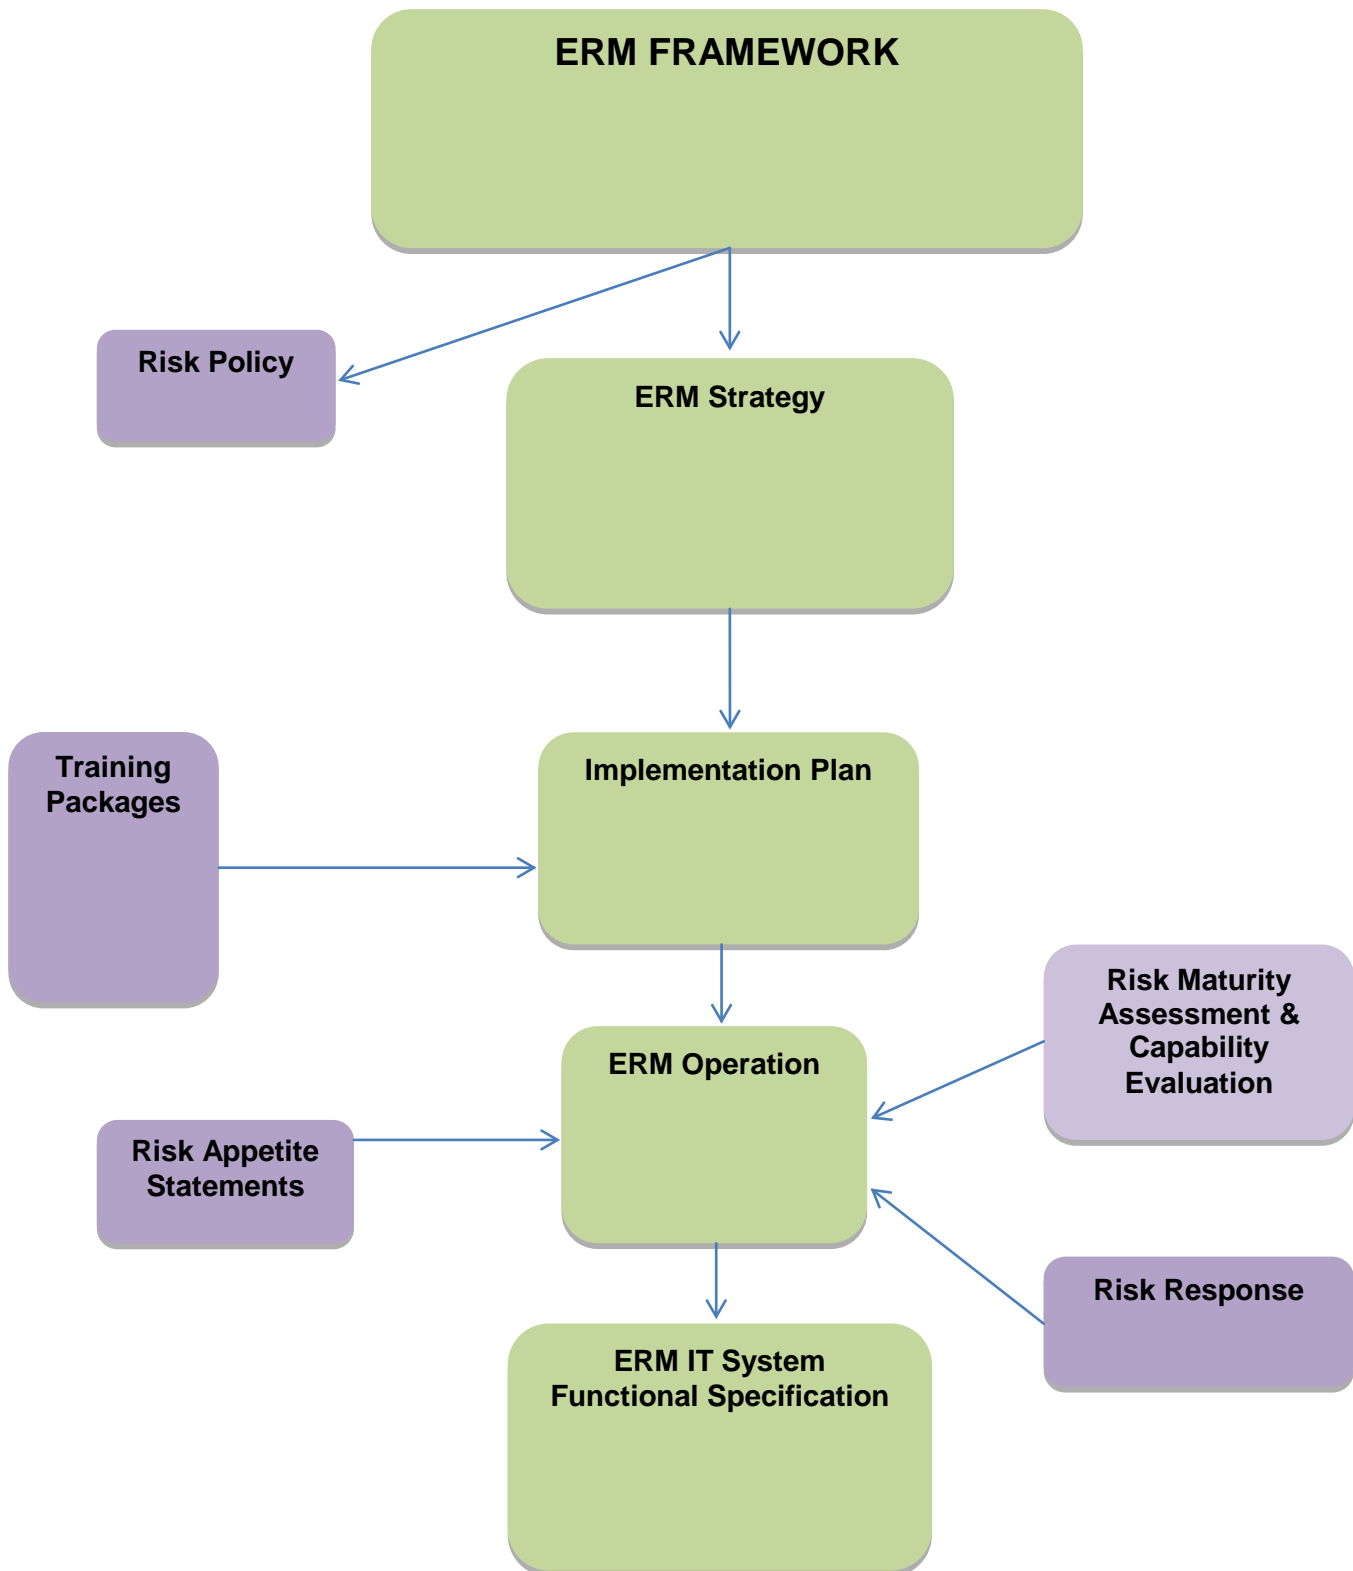 ERM FRAMEWORK
Risk Policy
ERM Strategy
Training
Packages
Implementation Plan
Risk Maturity
Assessment &
Capability
Evaluation
ERM Operation
Risk Appetite
Statements
Risk Response
ERM IT System
Functional Specification